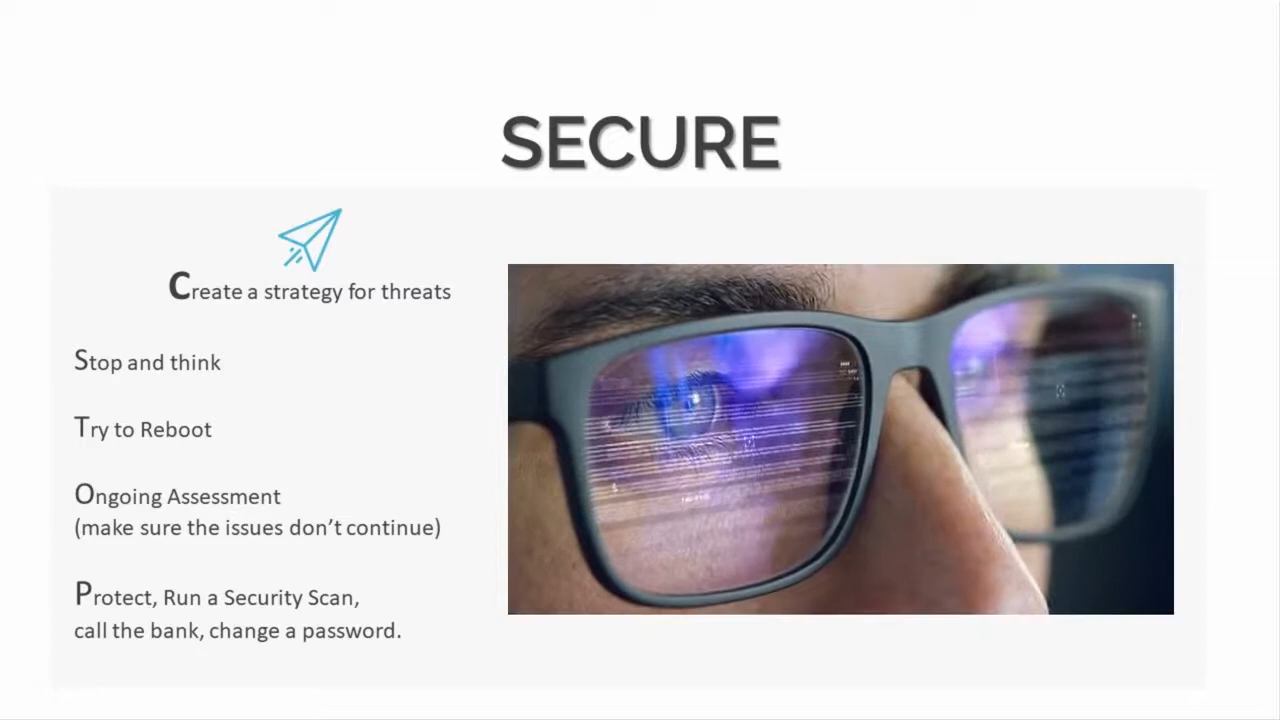 SECURE
Create a strategy for threats
Stop and think
Try to Reboot
Ongoing Assessment
(make sure the issues don’t continue)
Protect, Run a Security Scan,
call the bank, change a password.